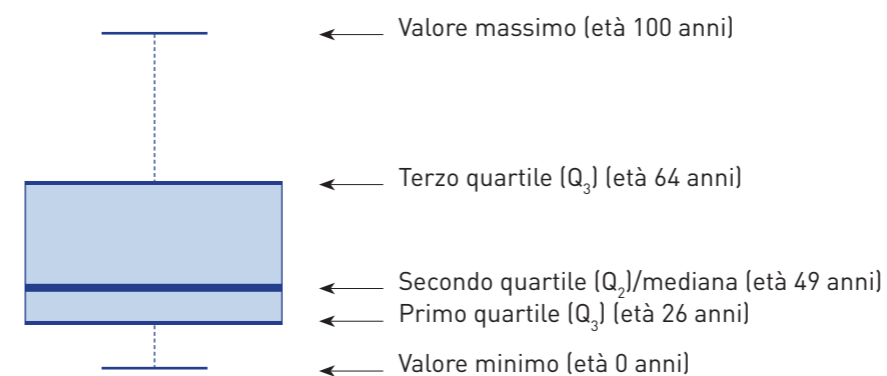 Valore massimo (età 100 anni)
Terzo quartile (Q₃) (età 64 anni)
Secondo quartile (Q₂)/mediana (età 49 anni)
Primo quartile (Q₃) (età 26 anni)
Valore minimo (età 0 anni)